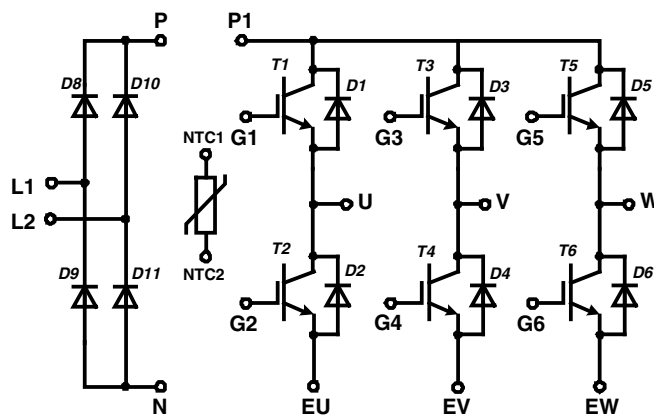 P P1
D8 D10 T1 D1 T3 D3 T5 D5
G1 G3 G5
NTC1
L1
L2
U V W
NTC2
D9 D11 T2 D2 T4 D4 T6 D6
G2 G4 G6
N EU EV EW